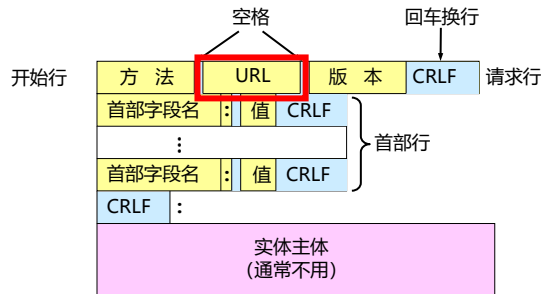 空格 回车换行
开始行 方 法 URL 版 本 CRLF 请求行
首部字段名 : 值 CRLF
⋮ 首部行
首部字段名 : 值 CRLF
CRLF :
实体主体
(通常不用)